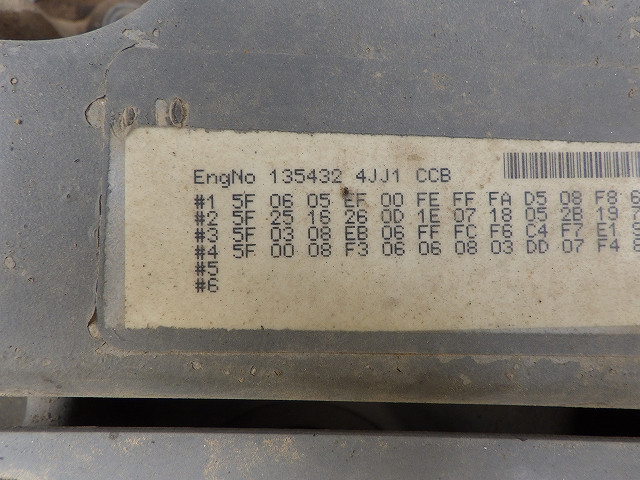 EngNo 135432 4JJ1 CCB
#1 5F 06 05 EF 00 FE FF FA D5 08 F8
#2 5F 25 16 26 0D 1E 07 18 05 2B 19
#3 5F 03 08 EB 06 FF FC F6 C4 F7 E1
#4 5F 00 08 F3 06 06 08 03 DD 07 F4
#5
#6